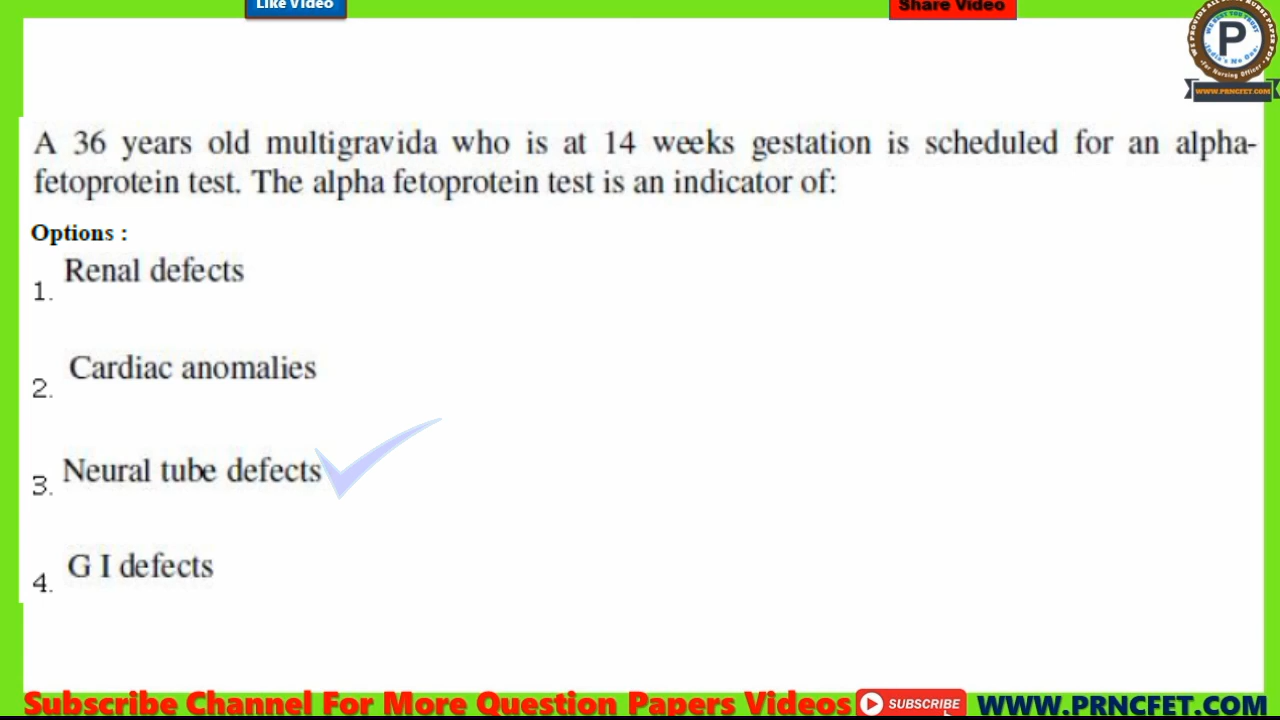 Like Video
Share Video
P
WWW.PRNCFET.COM
A 36 years old multigravida who is at 14 weeks gestation is scheduled for an alpha-
fetoprotein test. The alpha fetoprotein test is an indicator of:
Options :
1. Renal defects
2. Cardiac anomalies
3. Neural tube defects
4. G I defects
Subscribe Channel For More Question Papers Videos SUBSCRIBE WWW.PRNCFET.COM